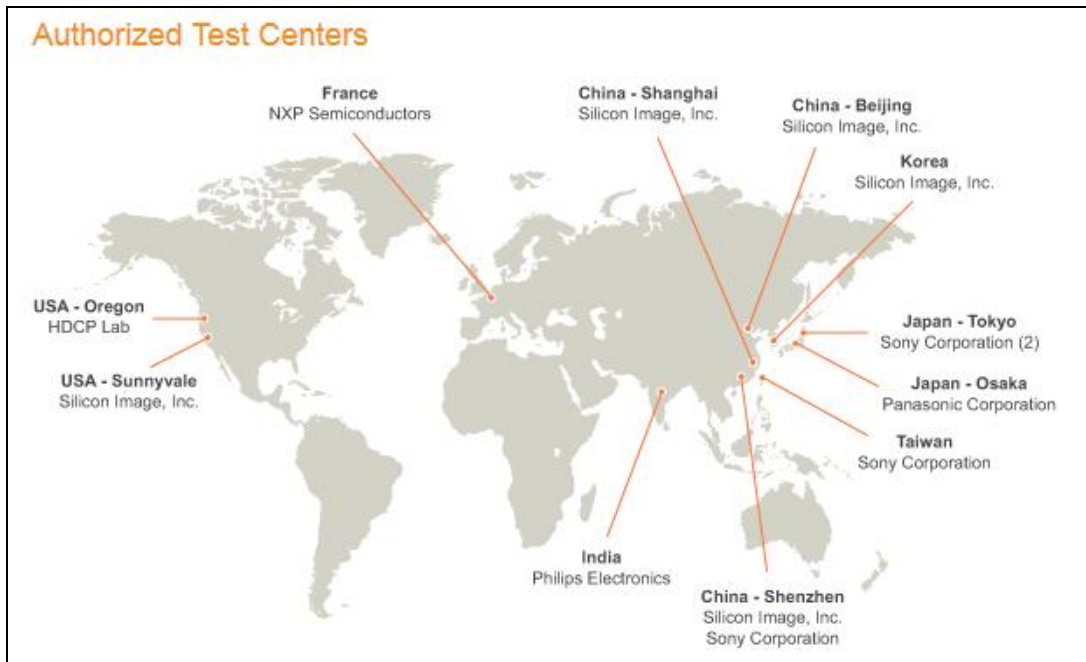 Authorized Test Centers
France
NXP Semiconductors
China - Shanghai
Silicon Image, Inc.
China - Beijing
Silicon Image, Inc.
Korea
Silicon Image, Inc.
USA - Oregon
HDCP Lab
USA - Sunnyvale
Silicon Image, Inc.
Japan - Tokyo
Sony Corporation (2)
Japan - Osaka
Panasonic Corporation
Taiwan
Sony Corporation
India
Philips Electronics
China - Shenzhen
Silicon Image, Inc.
Sony Corporation